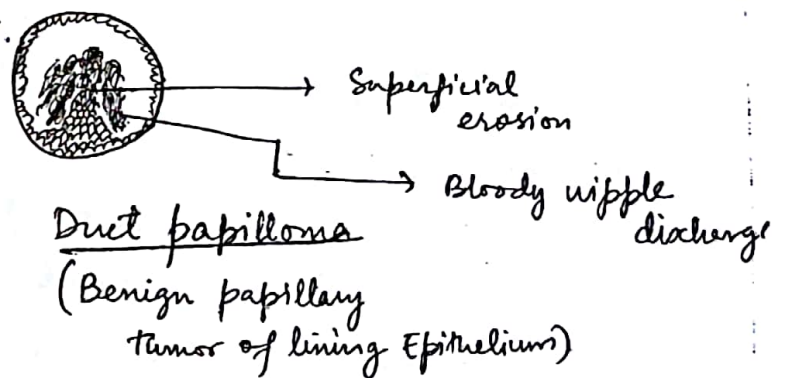 Superficial
erosion
Bloody nipple
discharge
Duct papilloma
(Benign papillary
tumor of lining Epithelium)